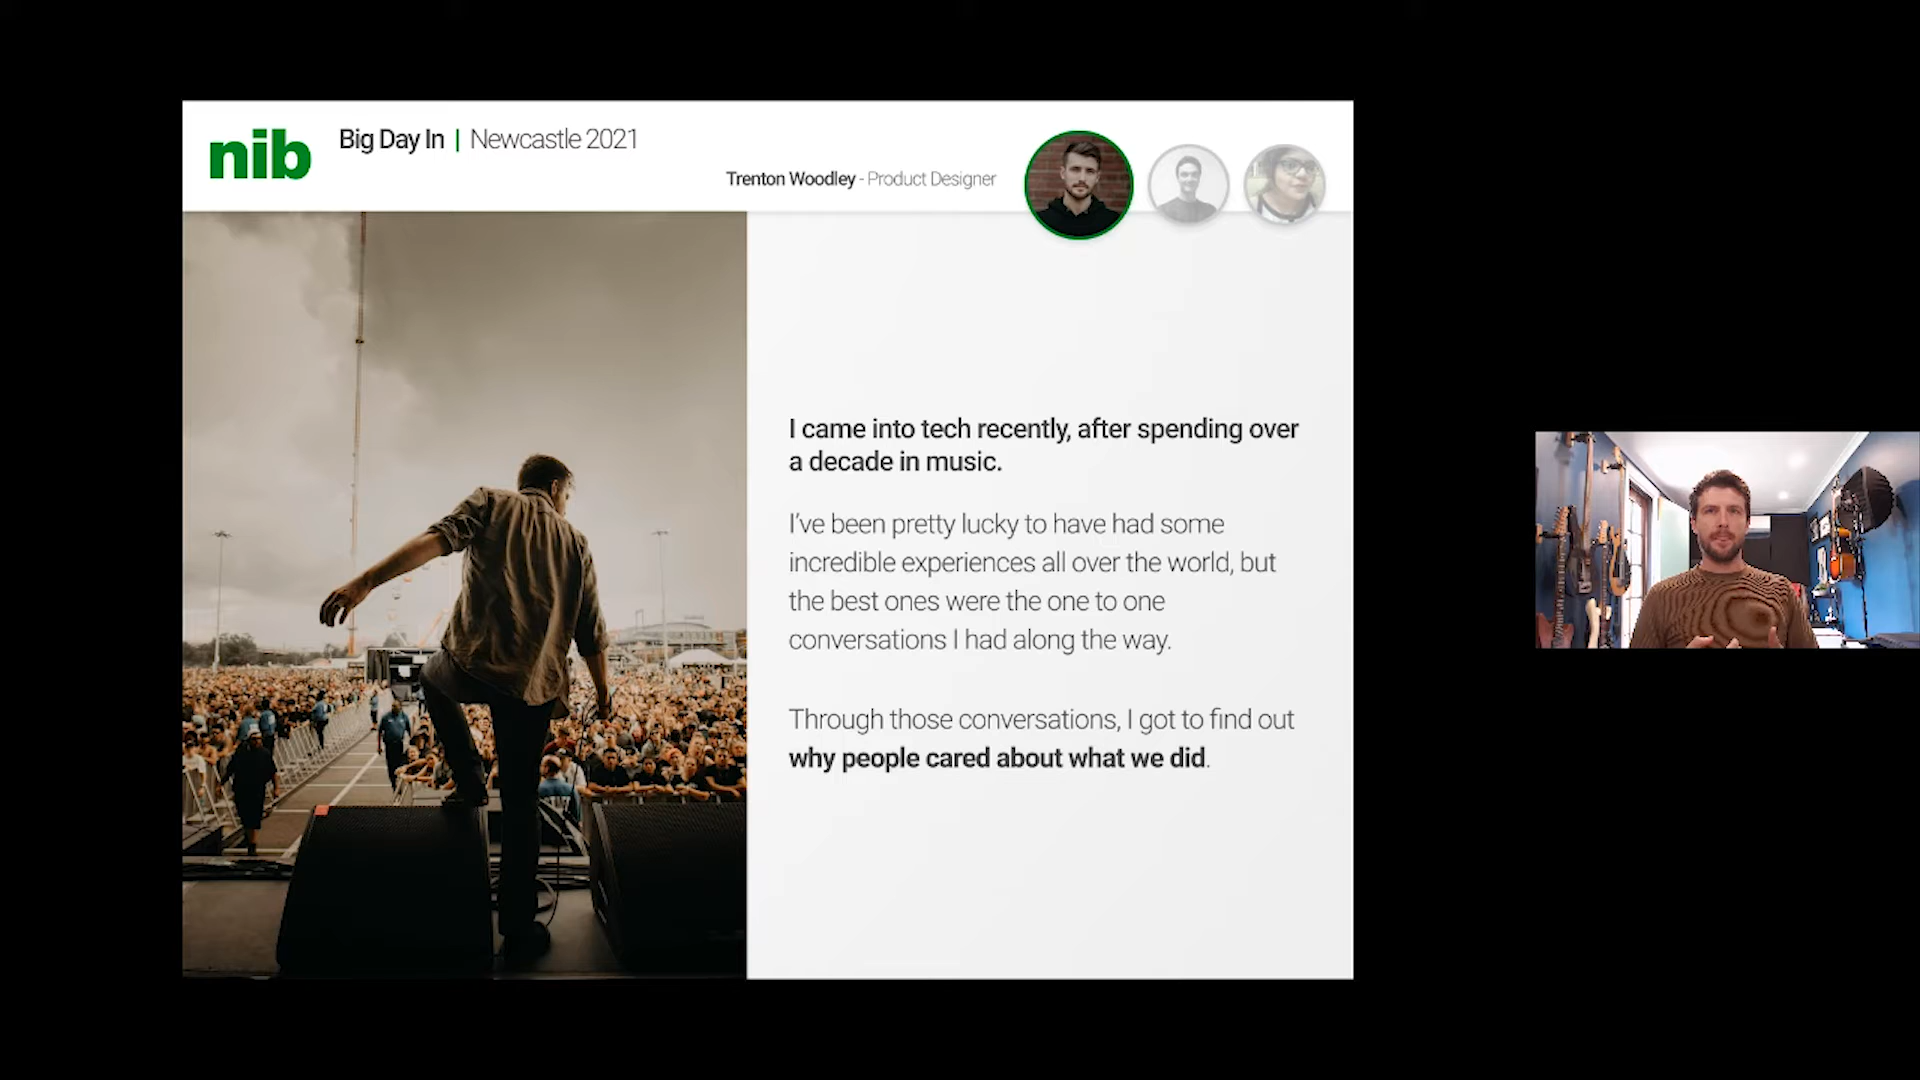 nib
Big Day In | Newcastle 2021
Trenton Woodley - Product Designer
I came into tech recently, after spending over
a decade in music.
I've been pretty lucky to have had some
incredible experiences all over the world, but
the best ones were the one to one
conversations I had along the way.
Through those conversations, I got to find out
why people cared about what we did.